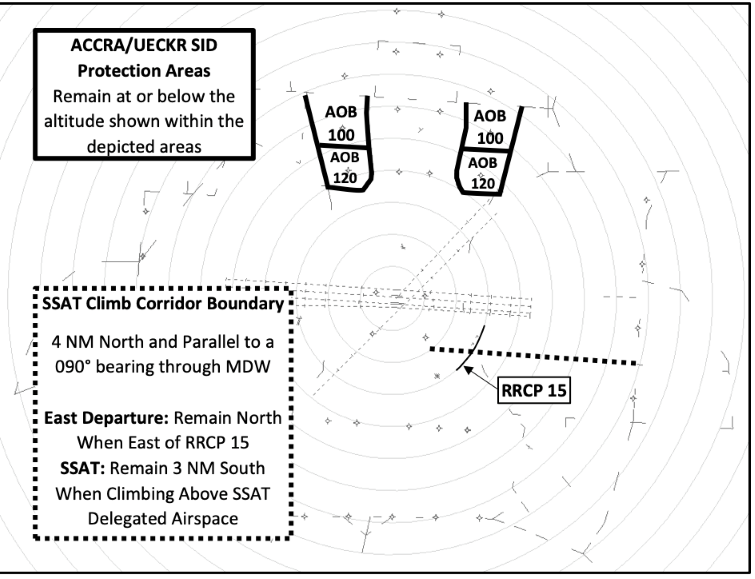 ACCRA/UECKR SID
Protection Areas
Remain at or below the
altitude shown within the
depicted areas
AOB
100
AOB
120
AOB
100
AOB
120
SSAT Climb Corridor Boundary
4 NM North and Parallel to a
090° bearing through MDW
East Departure: Remain North
When East of RRCP 15
SSAT: Remain 3 NM South
When Climbing Above SSAT
Delegated Airspace
RRCP 15